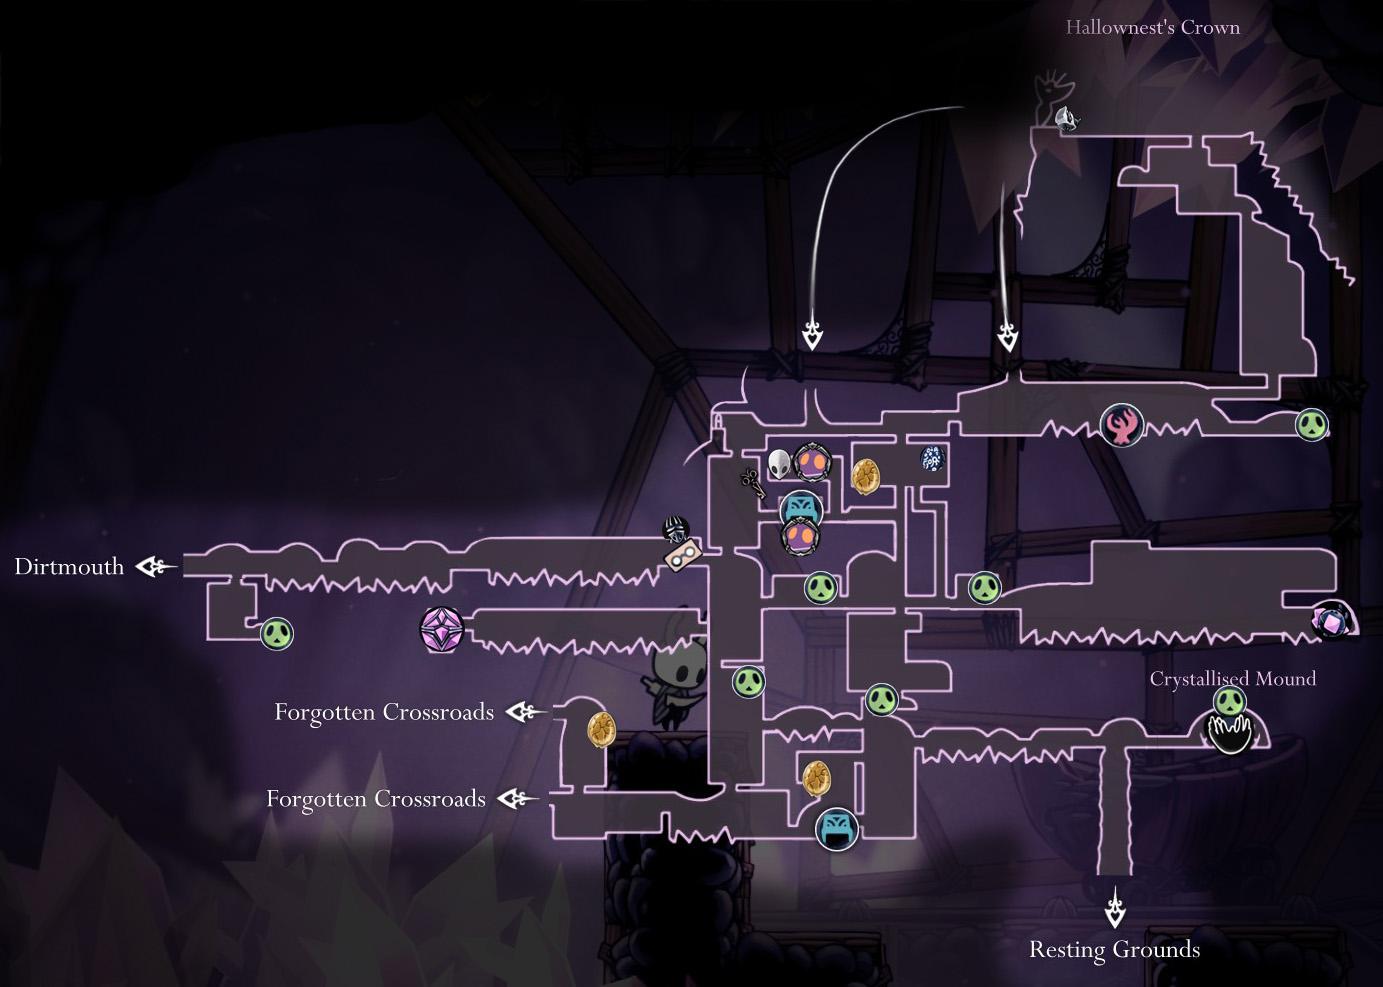 Hallownest's Crown
Dirtmouth
Crystallised Mound
Forgotten Crossroads
Forgotten Crossroads
Resting Grounds